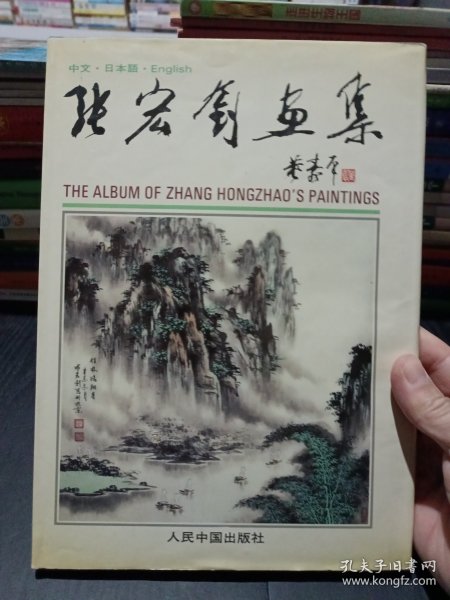 中文·日本語·English
张宏钊画集
THE ALBUM OF ZHANG HONGZHAO'S PAINTINGS
人民中国出版社
孔夫子旧书网
www.kongfz.com